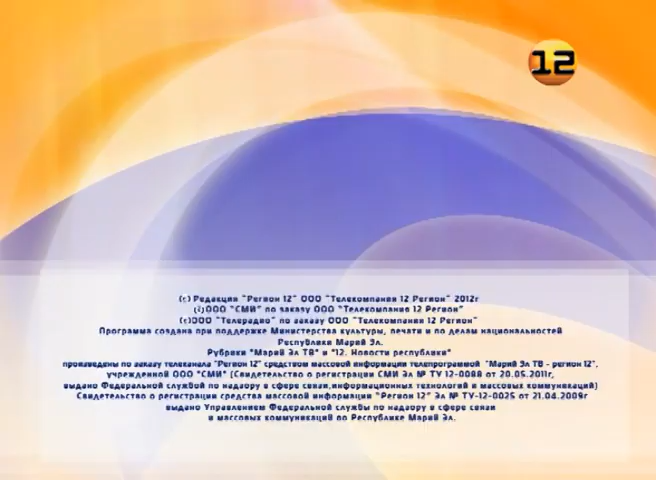 12
(c) Редакция "Регион 12" ООО "Телекомпания 12 Регион" 2012г
(c)ООО "СМИ" по заказу ООО "Телекомпания 12 Регион"
(c)ООО "Телерадио" по заказу ООО "Телекомпания 12 Регион"
Программа создана при поддержке Министерства культуры, печати и по делам национальностей
Республики Марий Эл.
Рубрики "Марий Эл ТВ" и "12. Новости республики"
произведены по заказу телеканала "Регион 12" средством массовой информации телепрограммой "Марий Эл ТВ - регион 12",
учрежденной ООО "СМИ" (Свидетельство о регистрации СМИ Эл № ТУ 12-0088 от 20.05.2011г,
выдано Федеральной службой по надзору в сфере связи,информационных технологий и массовых коммуникаций)
Свидетельство о регистрации средства массовой информации "Регион 12" Эл № ТУ-12-0025 от 21.04.2009г
выдано Управлением Федеральной службы по надзору в сфере связи
и массовых коммуникаций по Республике Марий Эл.